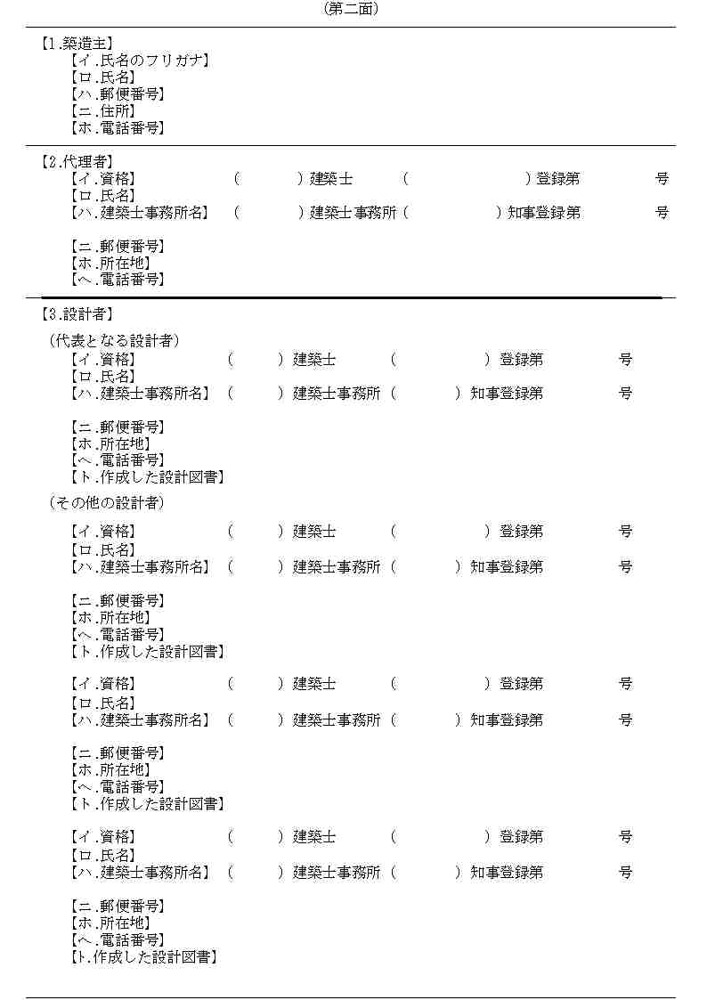 （第二面）
【1.築造主】
【イ.氏名のフリガナ】
【ロ.氏名】
【ハ.郵便番号】
【ニ.住所】
【ホ.電話番号】
【2.代理者】
【イ.資格】　（　　　）建築士　（　　　　　）登録第　　　号
【ロ.氏名】
【ハ.建築士事務所名】　（　　　）建築士事務所（　　　　）知事登録第　　　号
【ニ.郵便番号】
【ホ.所在地】
【ヘ.電話番号】
【3.設計者】
（代表となる設計者）
【イ.資格】　（　　　）建築士　（　　　　）登録第　　　号
【ロ.氏名】
【ハ.建築士事務所名】　（　　　）建築士事務所（　　　）知事登録第　　　号
【ニ.郵便番号】
【ホ.所在地】
【ヘ.電話番号】
【ト.作成した設計図書】
（その他の設計者）
【イ.資格】　（　　　）建築士　（　　　　）登録第　　　号
【ロ.氏名】
【ハ.建築士事務所名】　（　　　）建築士事務所（　　　）知事登録第　　　号
【ニ.郵便番号】
【ホ.所在地】
【ヘ.電話番号】
【ト.作成した設計図書】
【イ.資格】　（　　　）建築士　（　　　　）登録第　　　号
【ロ.氏名】
【ハ.建築士事務所名】　（　　　）建築士事務所（　　　）知事登録第　　　号
【ニ.郵便番号】
【ホ.所在地】
【ヘ.電話番号】
【ト.作成した設計図書】
【イ.資格】　（　　　）建築士　（　　　　）登録第　　　号
【ロ.氏名】
【ハ.建築士事務所名】　（　　　）建築士事務所（　　　）知事登録第　　　号
【ニ.郵便番号】
【ホ.所在地】
【ヘ.電話番号】
【ト.作成した設計図書】